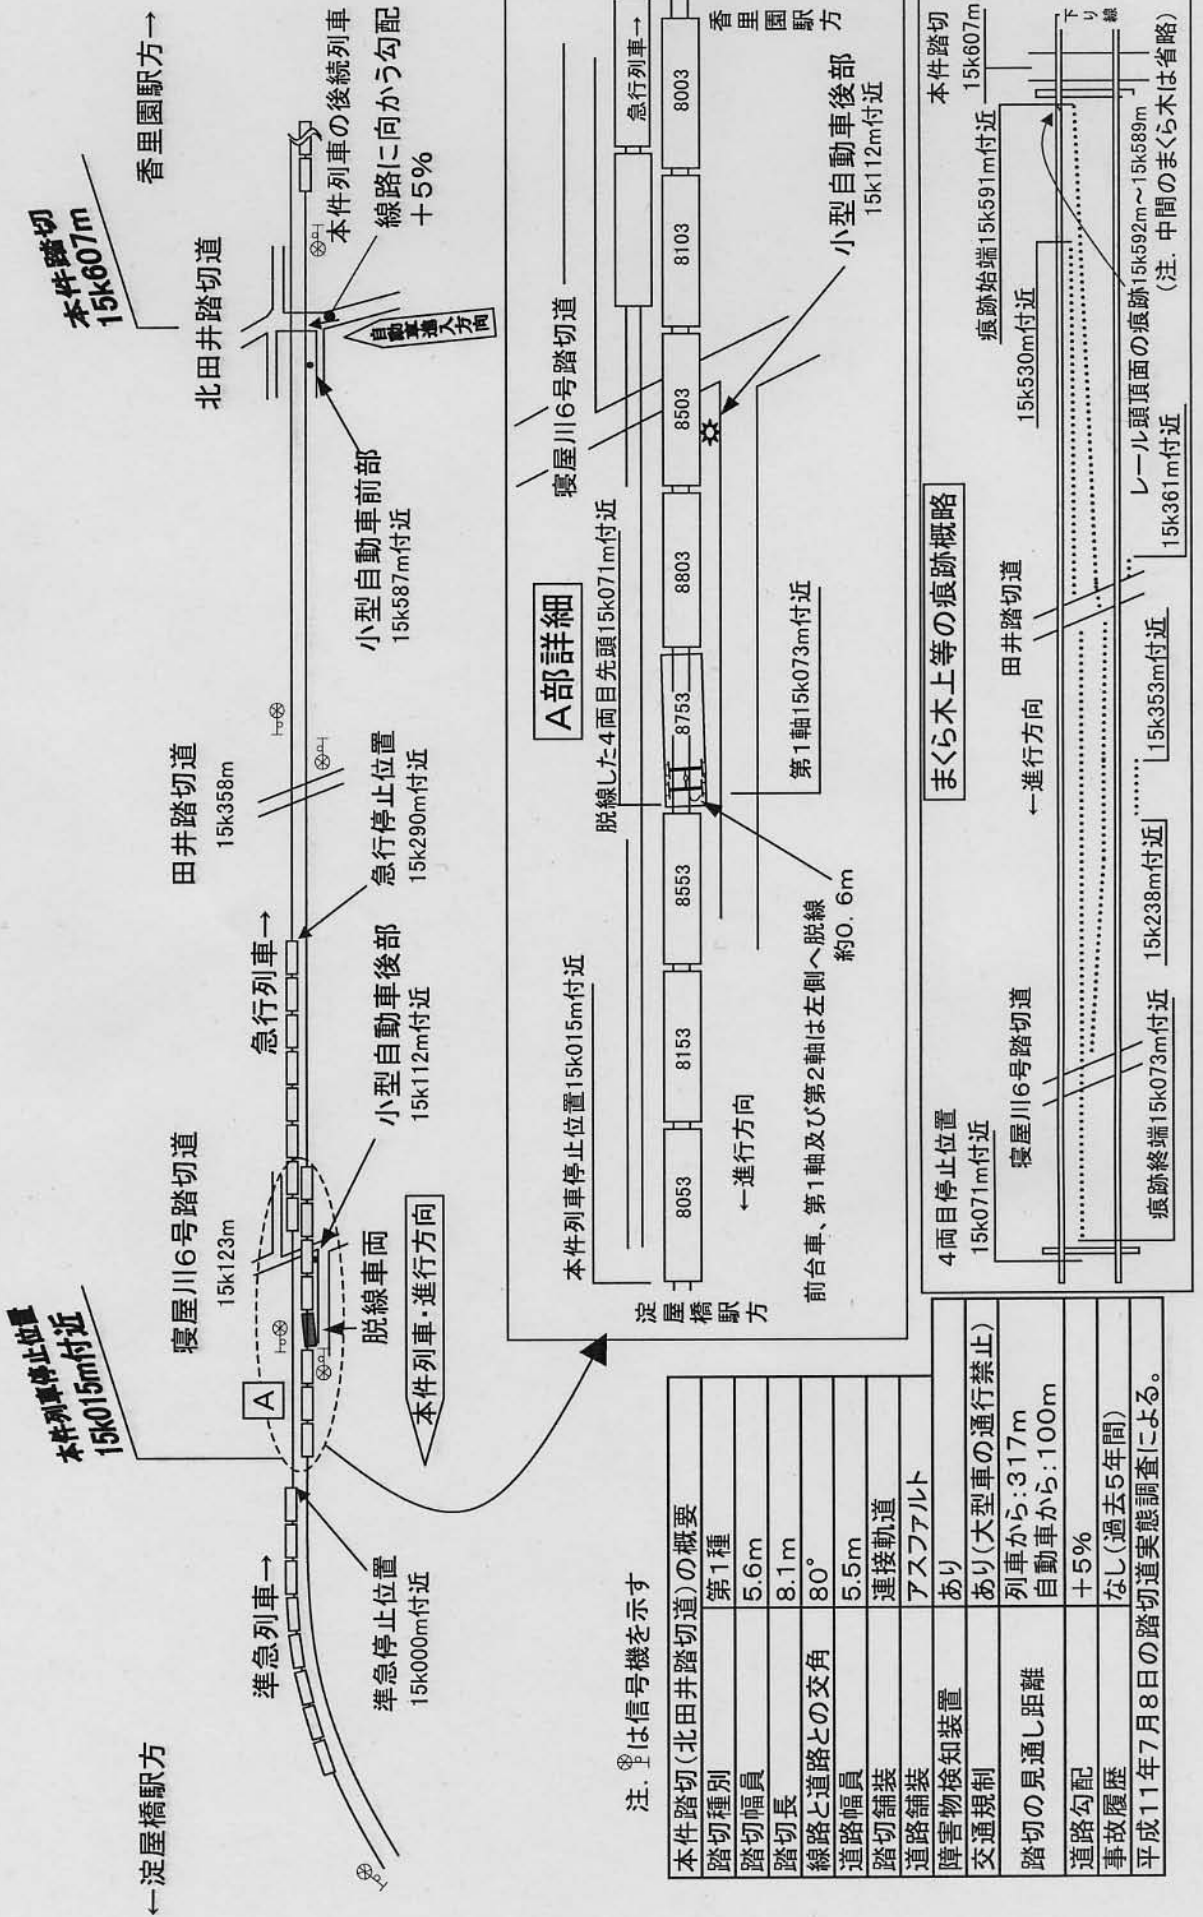 ←淀屋橋駅方
香里園駅方→
本件列車停止位置
15k015m付近
本件踏切
15k607m
準急列車→
寝屋川6号踏切道
15k123m
急行列車→
田井踏切道
15k358m
北田井踏切道
A
準急停止位置
15k000m付近
脱線車両
小型自動車後部
15k112m付近
急行停止位置
15k290m付近
小型自動車前部
15k587m付近
自動車進入方向
本件列車の後続列車
線路に向かう勾配
+5%
本件列車・進行方向
注. は信号機を示す
本件踏切(北田井踏切道)の概要
踏切種別 第1種
踏切幅員 5.6m
踏切長 8.1m
線路と道路との交角 80°
道路幅員 5.5m
踏切舗装 連接軌道
道路舗装 アスファルト
障害物検知装置 あり
交通規制 あり(大型車の通行禁止)
踏切の見通し距離 列車から:317m
自動車から:100m
道路勾配 +5%
事故履歴 なし(過去5年間)
平成11年7月8日の踏切道実態調査による。
A部詳細
本件列車停止位置15k015m付近
脱線した4両目先頭15k071m付近
寝屋川6号踏切道
急行列車→
淀屋橋駅方
香里園駅方
8053
8153
8553
8753
8803
8503
8103
8003
←進行方向
前台車、第1軸及び第2軸は左側へ脱線
約0.6m
第1軸15k073m付近
小型自動車後部
15k112m付近
まくら木上等の痕跡概略
4両目停止位置
15k071m付近
寝屋川6号踏切道
←進行方向
田井踏切道
15k530m付近
痕跡始端15k591m付近
本件踏切
15k607m
下り線
痕跡終端15k073m付近
15k238m付近
15k353m付近
15k361m付近
レール頭頂面の痕跡15k592m~15k589m
(注. 中間のまくら木は省略)